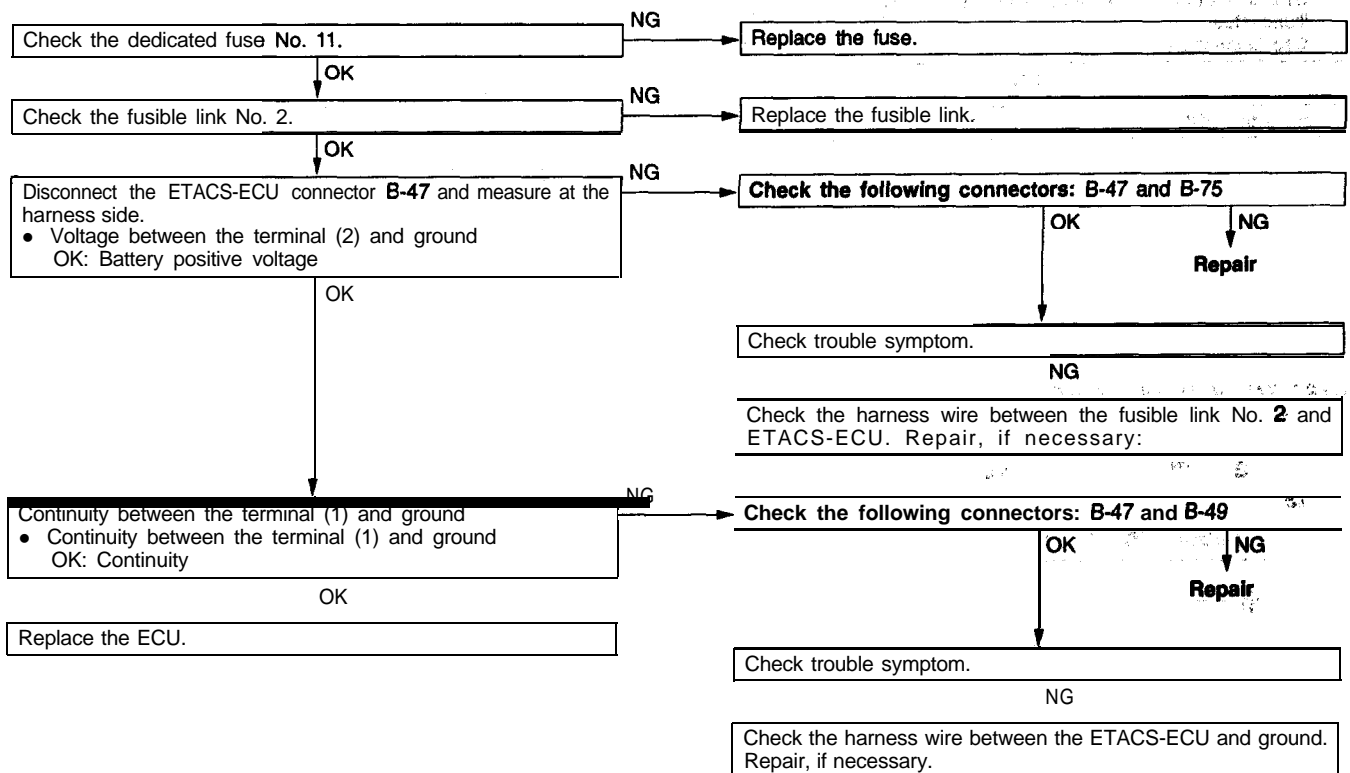 NG
Check the dedicated fuse No. 11.
Replace the fuse.
OK
NG
Check the fusible link No. 2.
Replace the fusible link.
OK
NG
Disconnect the ETACS-ECU connector B-47 and measure at the
harness side.
● Voltage between the terminal (2) and ground
OK: Battery positive voltage
Check the following connectors: B-47 and B-75
OK
NG
Repair
OK
Check trouble symptom.
NG
Check the harness wire between the fusible link No. 2 and
ETACS-ECU. Repair, if necessary:
NG
Continuity between the terminal (1) and ground
● Continuity between the terminal (1) and ground
OK: Continuity
Check the following connectors: B-47 and B-49
OK
NG
Repair
OK
Replace the ECU.
Check trouble symptom.
NG
Check the harness wire between the ETACS-ECU and ground.
Repair, if necessary.